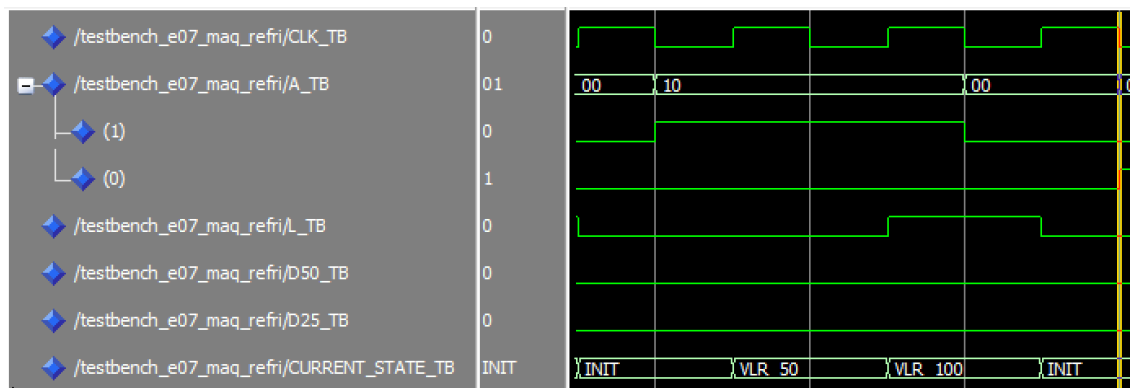 /testbench_e07_maq_refri/CLK_TB 0
/testbench_e07_maq_refri/A_TB 01 00 10 00 0
(1) 0
(0) 1
/testbench_e07_maq_refri/L_TB 0
/testbench_e07_maq_refri/D50_TB 0
/testbench_e07_maq_refri/D25_TB 0
/testbench_e07_maq_refri/CURRENT_STATE_TB INIT INIT VLR_50 VLR_100 INIT